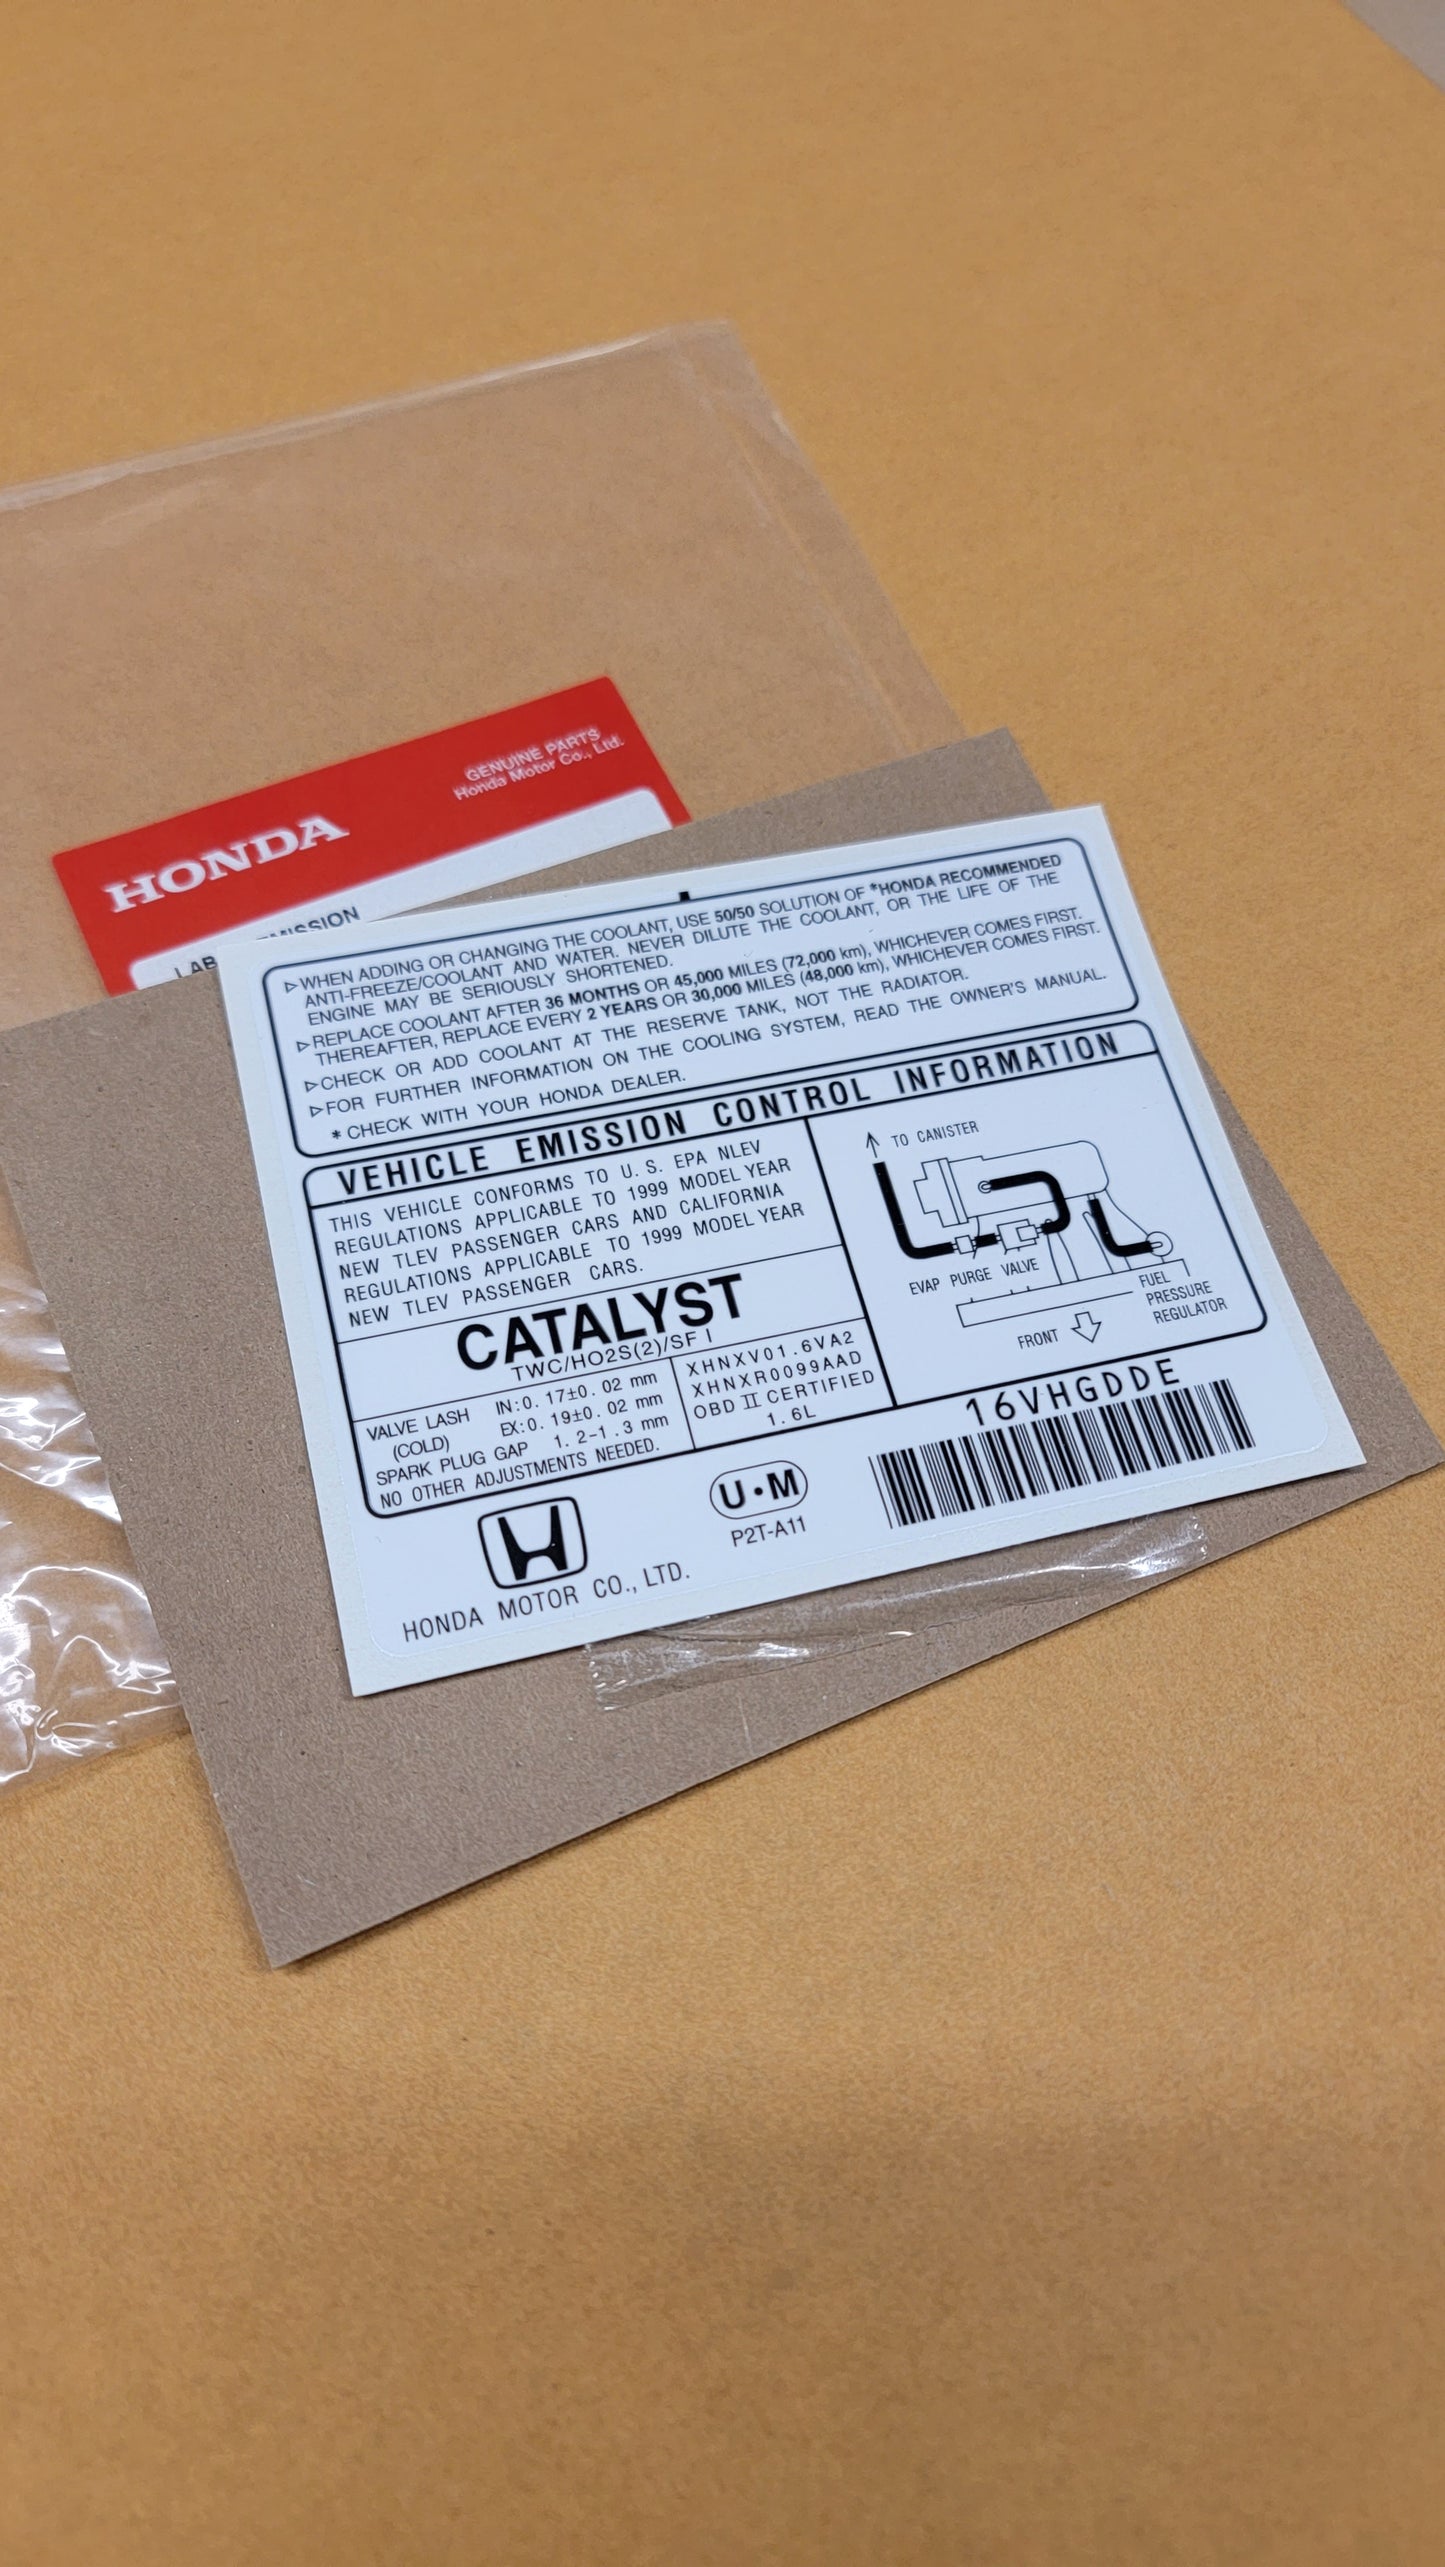 HONDA
GENUINE PARTS
Honda Motor Co., Ltd.
▷WHEN ADDING OR CHANGING THE COOLANT, USE 50/50 SOLUTION OF *HONDA RECOMMENDED
ANTI-FREEZE/COOLANT AND WATER. NEVER DILUTE THE COOLANT, OR THE LIFE OF THE
ENGINE MAY BE SERIOUSLY SHORTENED.
▷REPLACE COOLANT AFTER 36 MONTHS OR 45,000 MILES (72,000 km), WHICHEVER COMES FIRST.
THEREAFTER, REPLACE EVERY 2 YEARS OR 30,000 MILES (48,000 km), WHICHEVER COMES FIRST.
▷CHECK OR ADD COOLANT AT THE RESERVE TANK, NOT THE RADIATOR.
▷FOR FURTHER INFORMATION ON THE COOLING SYSTEM, READ THE OWNER'S MANUAL.
* CHECK WITH YOUR HONDA DEALER.
VEHICLE EMISSION CONTROL INFORMATION
THIS VEHICLE CONFORMS TO U.S. EPA NLEV
REGULATIONS APPLICABLE TO 1999 MODEL YEAR
NEW TLEV PASSENGER CARS AND CALIFORNIA
REGULATIONS APPLICABLE TO 1999 MODEL YEAR
NEW TLEV PASSENGER CARS.
CATALYST
TWC/HO2S(2)/SFI
VALVE LASH IN:0.17±0.02 mm
(COLD) EX:0.19±0.02 mm
SPARK PLUG GAP 1.2-1.3 mm
NO OTHER ADJUSTMENTS NEEDED.
XHNXV01.6VA2
XHNXR0099AAD
OBD II CERTIFIED
1.6L
TO CANISTER
EVAP PURGE VALVE
FUEL
PRESSURE
REGULATOR
FRONT
16VHGDDE
U•M
P2T-A11
HONDA MOTOR CO., LTD.